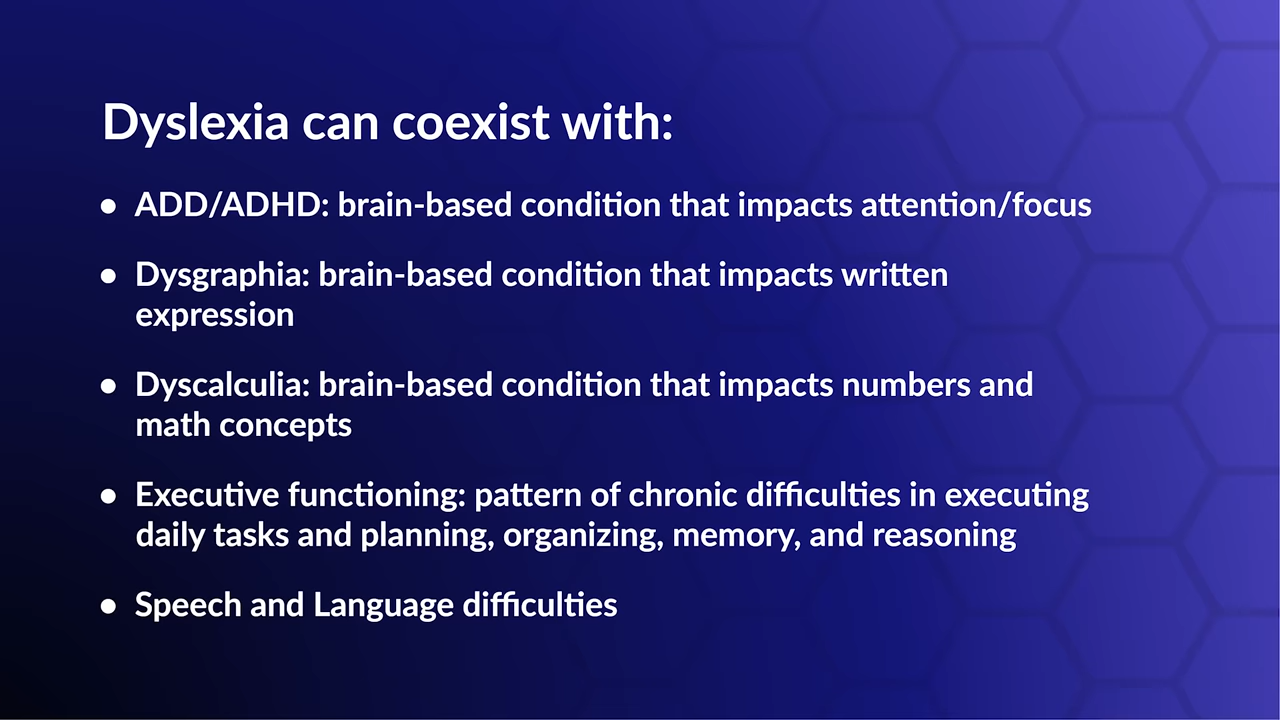 Dyslexia can coexist with:
• ADD/ADHD: brain-based condition that impacts attention/focus
• Dysgraphia: brain-based condition that impacts written
expression
• Dyscalculia: brain-based condition that impacts numbers and
math concepts
• Executive functioning: pattern of chronic difficulties in executing
daily tasks and planning, organizing, memory, and reasoning
• Speech and Language difficulties